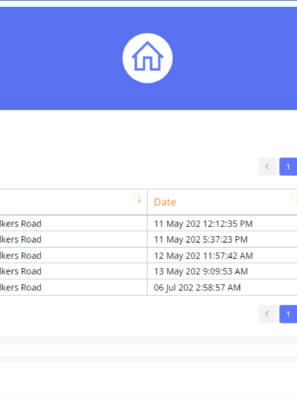 1
Date
lkers Road 11 May 202 12:12:35 PM
lkers Road 11 May 202 5:37:23 PM
lkers Road 12 May 202 11:57:42 AM
lkers Road 13 May 202 9:09:53 AM
lkers Road 06 Jul 202 2:58:57 AM
1